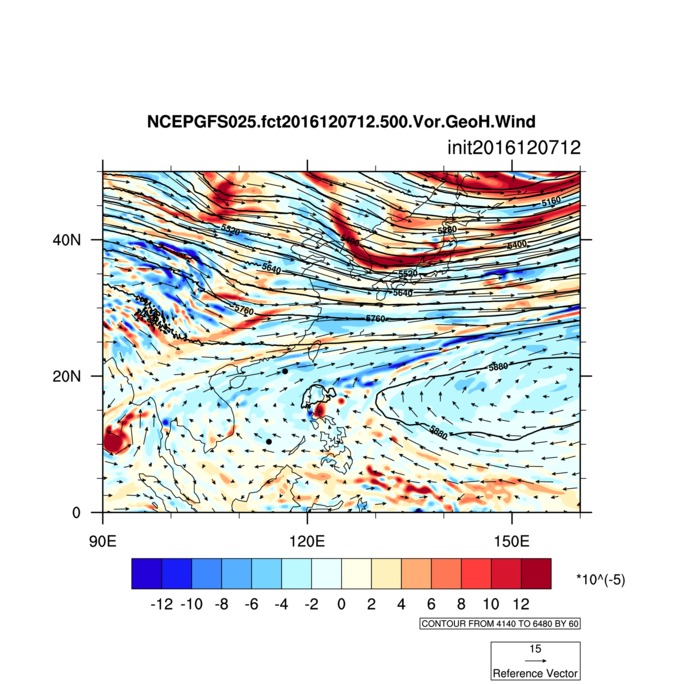 NCEPGFS025.fct2016120712.500.Vor.GeoH.Wind
init2016120712
5160
5280
5520
5400
40N
5640
5520
5640
5760
5760
20N
5880
5880
0
90E 120E 150E
-12 -10 -8 -6 -4 -2 0 2 4 6 8 10 12
*10^(-5)
CONTOUR FROM 4140 TO 6480 BY 60
15
Reference Vector